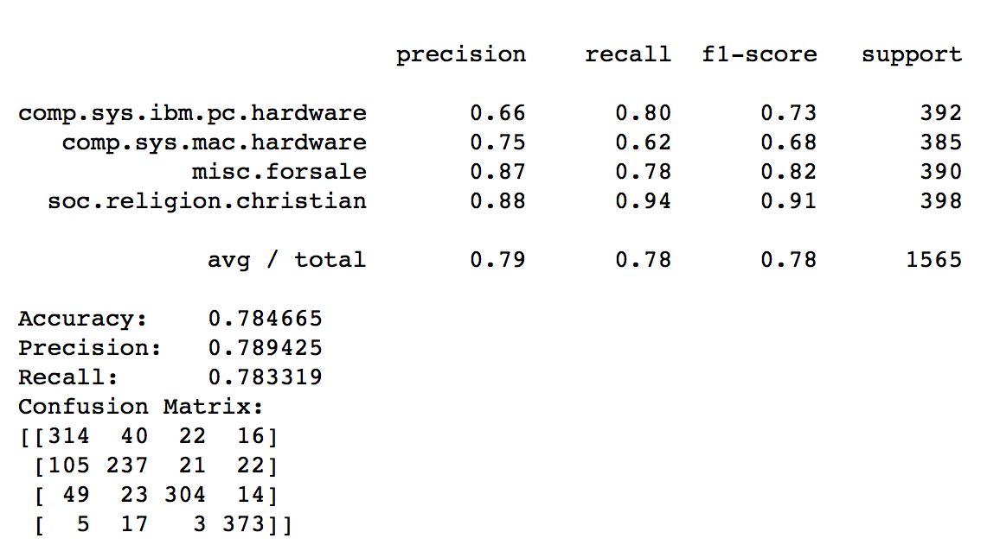 precision recall f1-score support
comp.sys.ibm.pc.hardware 0.66 0.80 0.73 392
comp.sys.mac.hardware 0.75 0.62 0.68 385
misc.forsale 0.87 0.78 0.82 390
soc.religion.christian 0.88 0.94 0.91 398
avg / total 0.79 0.78 0.78 1565
Accuracy: 0.784665
Precision: 0.789425
Recall: 0.783319
Confusion Matrix:
[[314 40 22 16]
[105 237 21 22]
[ 49 23 304 14]
[ 5 17 3 373]]